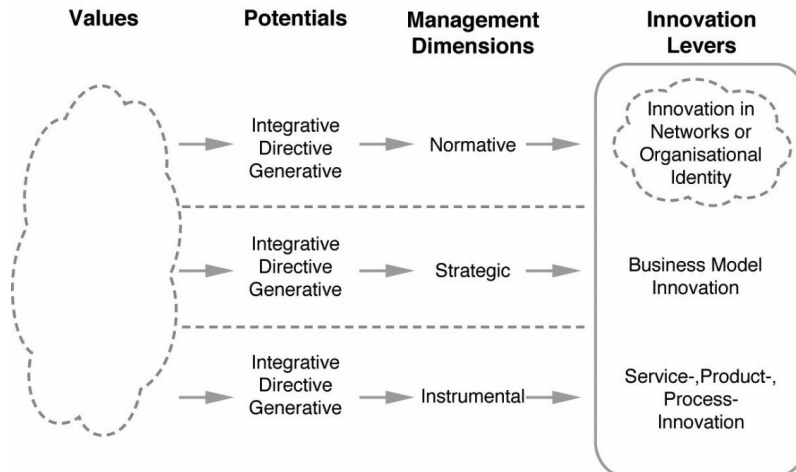 Values
Potentials
Management
Dimensions
Innovation
Levers
Integrative
Directive
Generative
Normative
Innovation in
Networks or
Organisational
Identity
Integrative
Directive
Generative
Strategic
Business Model
Innovation
Integrative
Directive
Generative
Instrumental
Service-,Product-,
Process-
Innovation